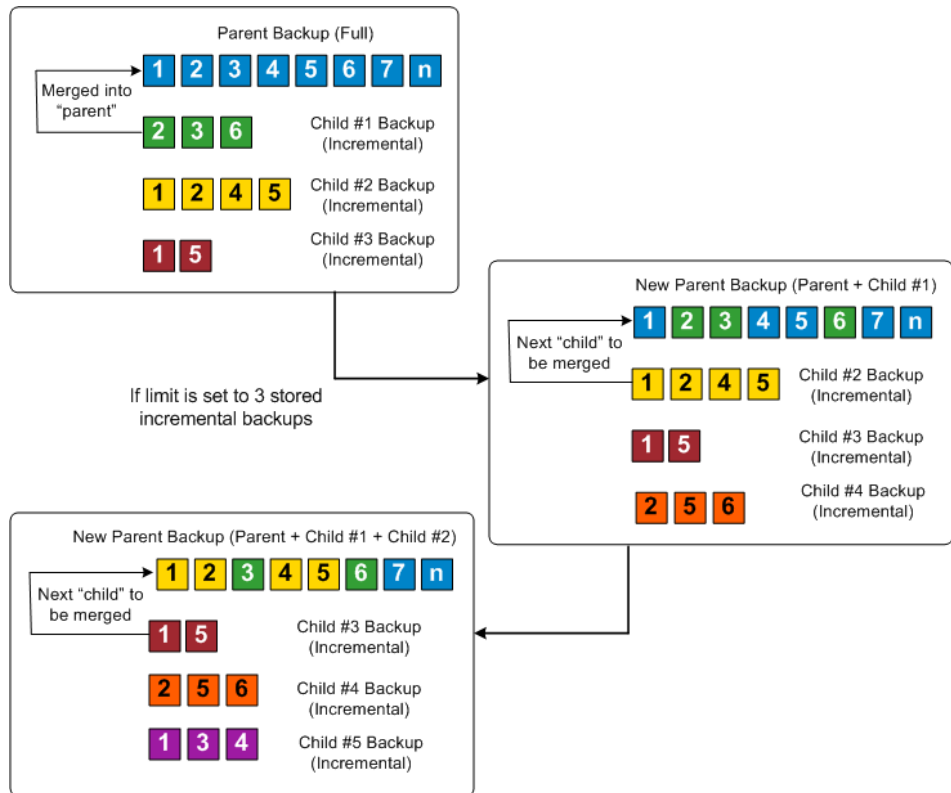 Parent Backup (Full)
1 2 3 4 5 6 7 n
Merged into
"parent"
2 3 6
Child #1 Backup
(Incremental)
1 2 4 5
Child #2 Backup
(Incremental)
1 5
Child #3 Backup
(Incremental)
If limit is set to 3 stored
incremental backups
New Parent Backup (Parent + Child #1)
1 2 3 4 5 6 7 n
Next "child" to
be merged
1 2 4 5
Child #2 Backup
(Incremental)
1 5
Child #3 Backup
(Incremental)
2 5 6
Child #4 Backup
(Incremental)
New Parent Backup (Parent + Child #1 + Child #2)
1 2 3 4 5 6 7 n
Next "child" to
be merged
1 5
Child #3 Backup
(Incremental)
2 5 6
Child #4 Backup
(Incremental)
1 3 4
Child #5 Backup
(Incremental)